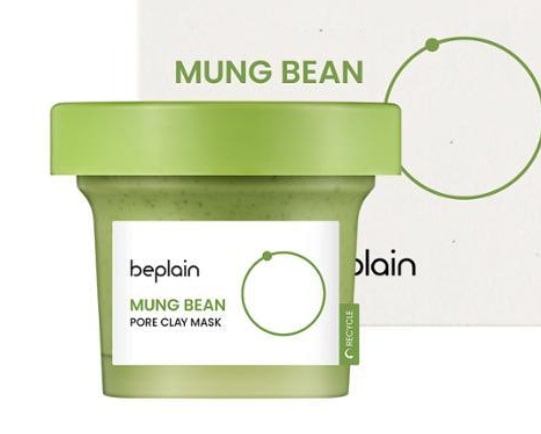 MUNG BEAN
plain
beplain
MUNG BEAN
PORE CLAY MASK
RECYCLE